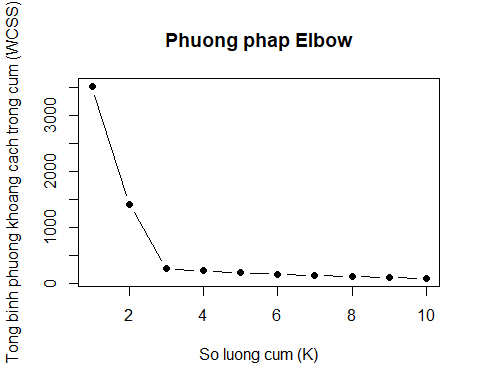 Phuong phap Elbow
Tong binh phuong khoang cach trong cum (WCSS)
3000
2000
1000
0
2 4 6 8 10
So luong cum (K)